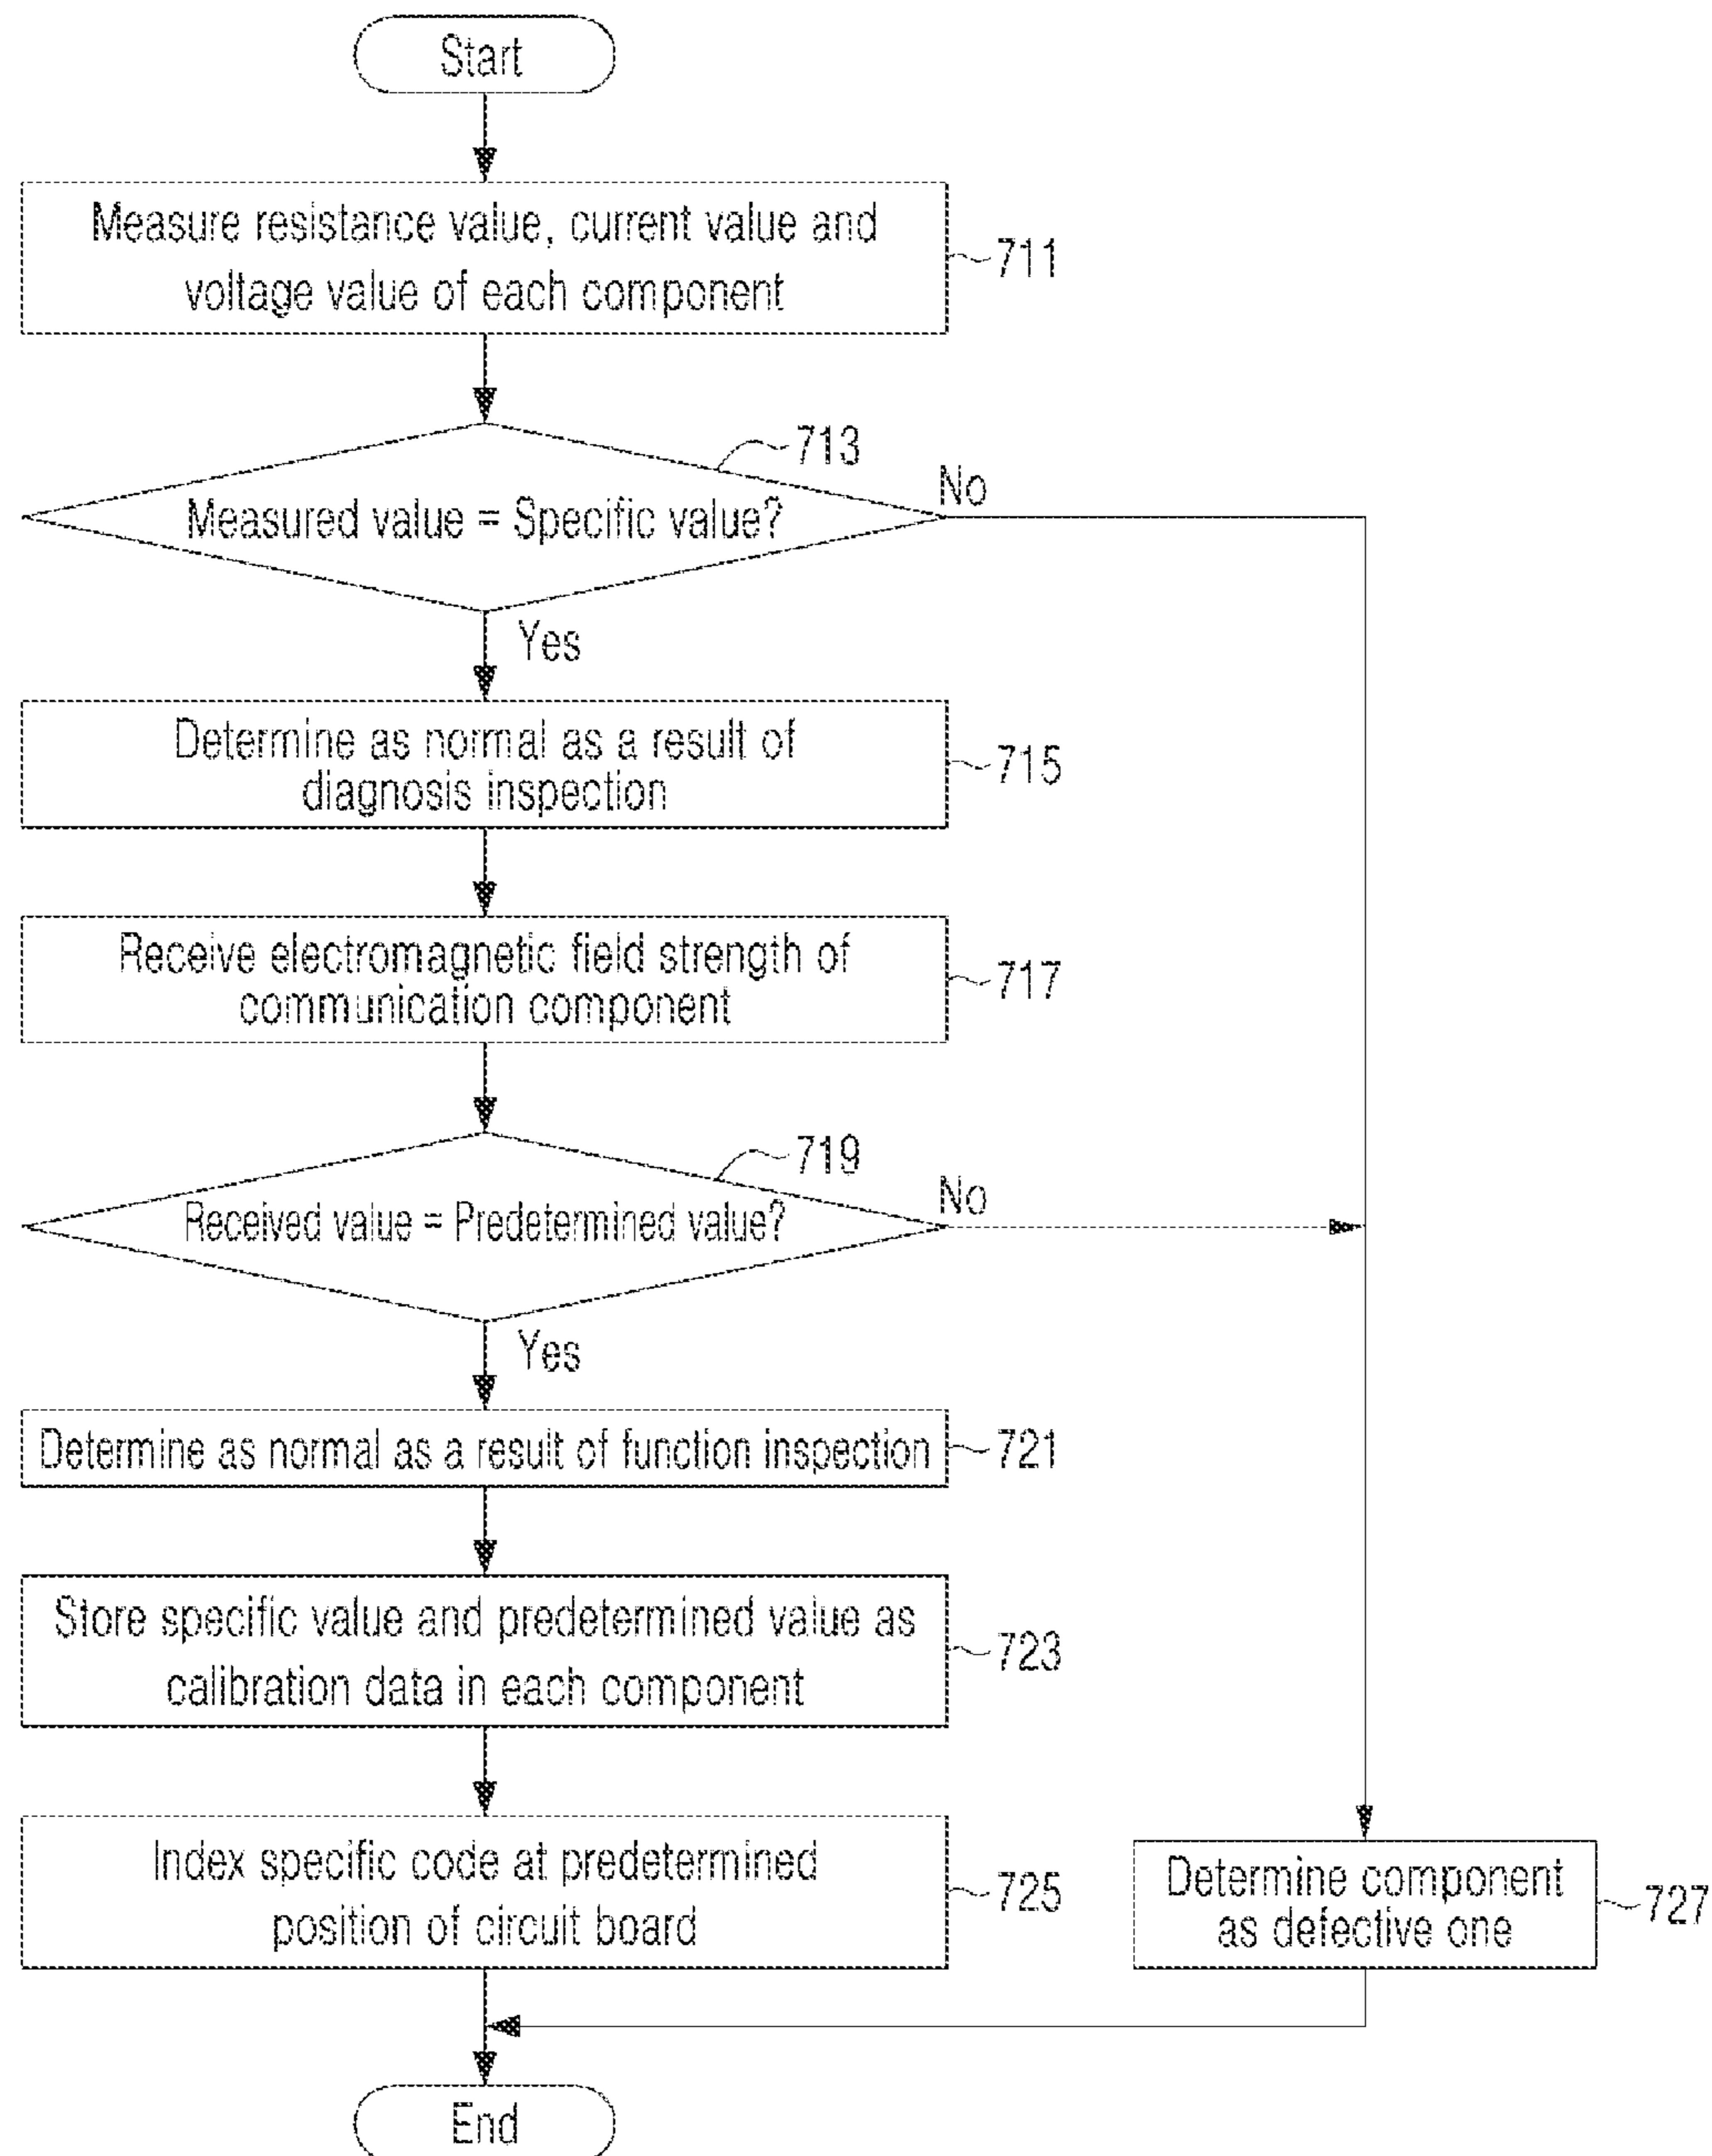 Start
Measure resistance value, current value and
voltage value of each component
711
713
No
Measured value = Specific value?
Yes
Determine as normal as a result of
diagnosis inspection
715
Receive electromagnetic field strength of
communication component
717
719
No
Received value = Predetermined value?
Yes
Determine as normal as a result of function inspection
721
Store specific value and predetermined value as
calibration data in each component
723
Index specific code at predetermined
position of circuit board
725
Determine component
as defective one
727
End